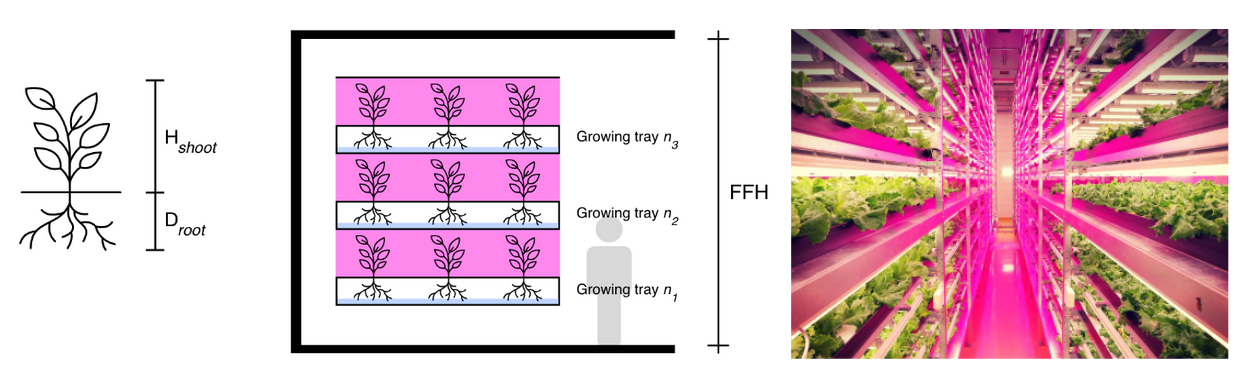 H_shoot
D_root
Growing tray n_3
Growing tray n_2
Growing tray n_1
FFH